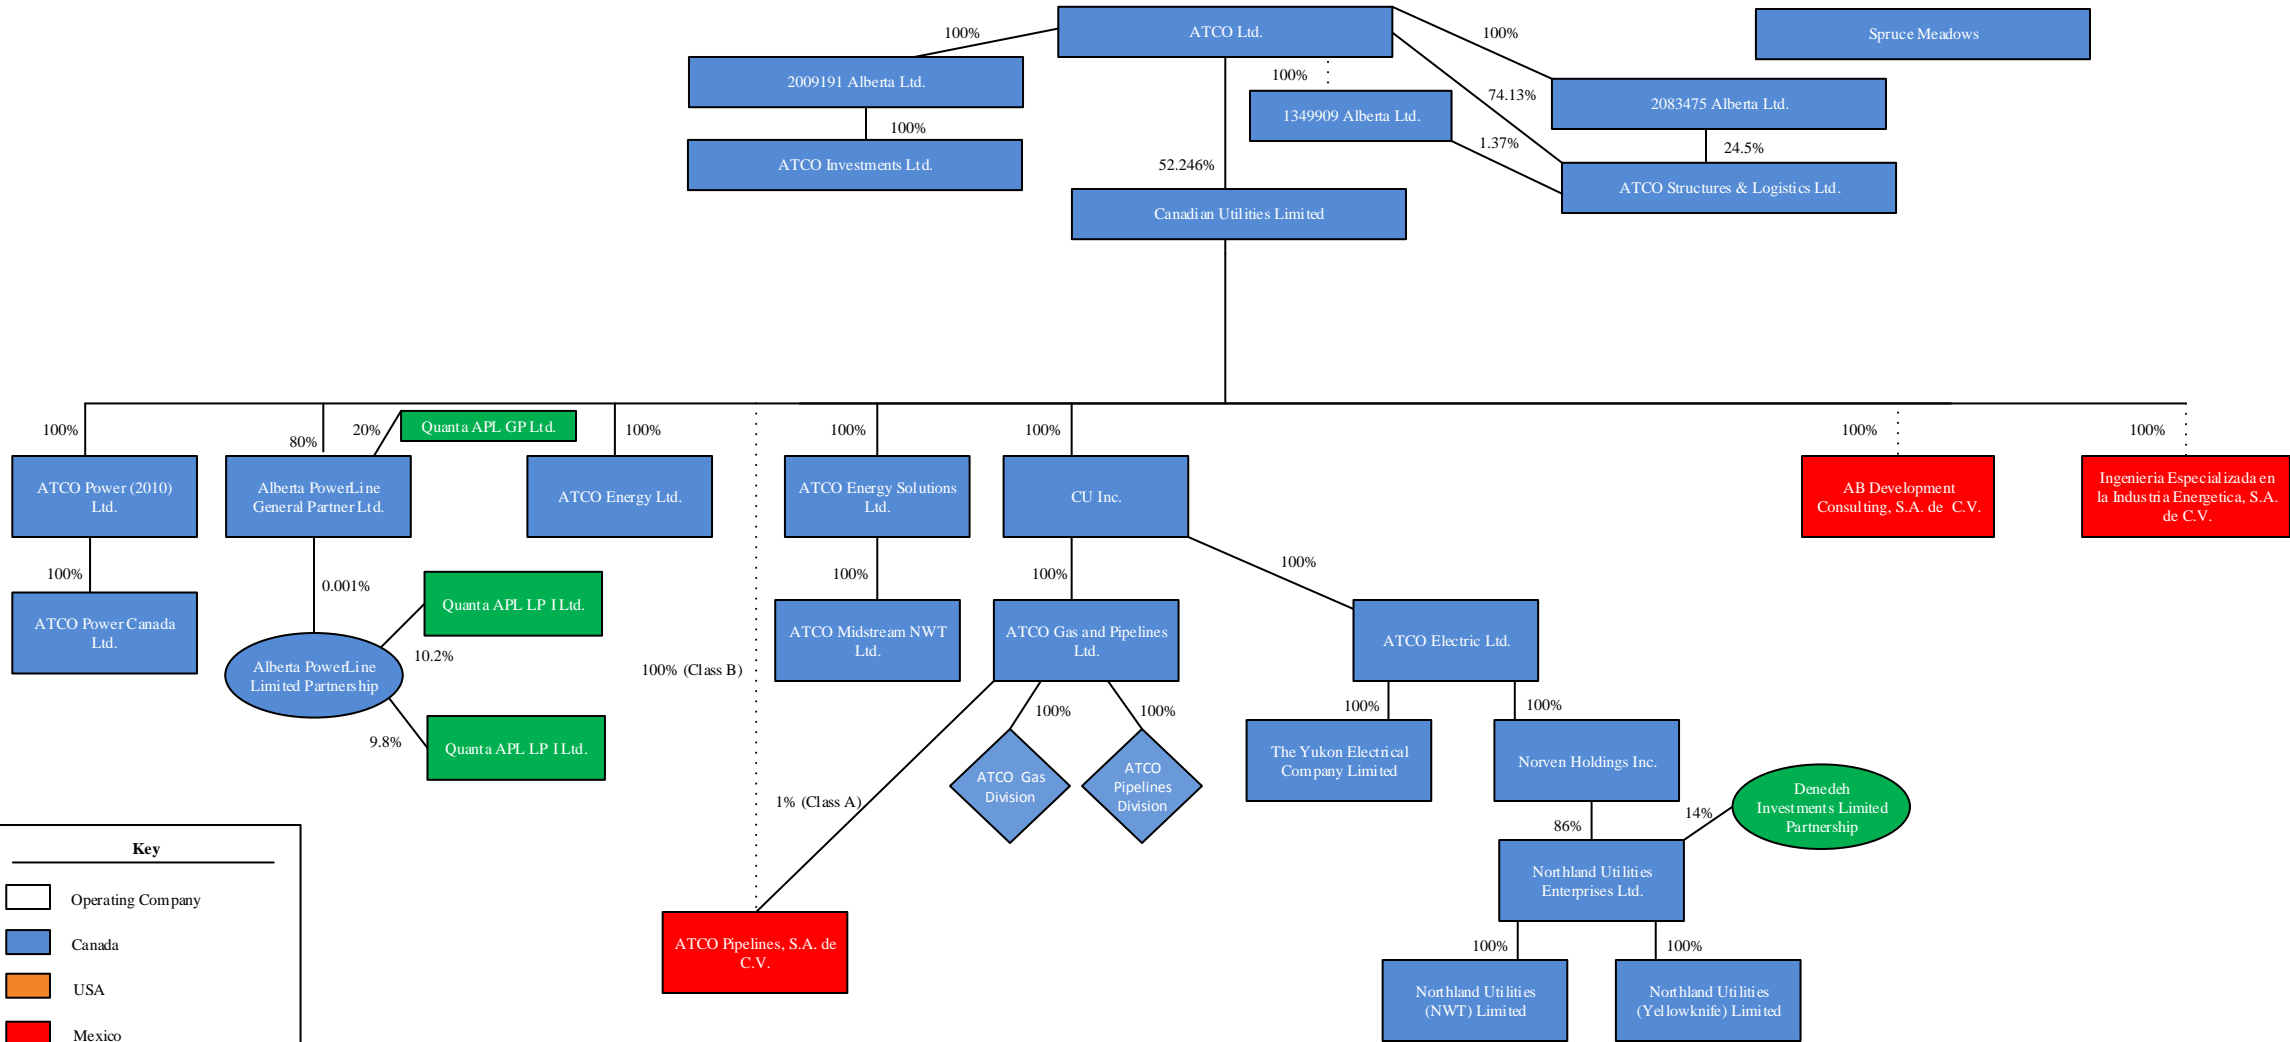 ATCO Ltd.
Spruce Meadows
100%
100%
2009191 Alberta Ltd.
100%
74.13%
2083475 Alberta Ltd.
1349909 Alberta Ltd.
100%
1.37%
24.5%
ATCO Investments Ltd.
52.246%
ATCO Structures & Logistics Ltd.
Canadian Utilities Limited
100%
80%
20%
Quanta APL GP Ltd.
100%
100%
100%
100%
100%
ATCO Power (2010)
Ltd.
Alberta PowerLine
General Partner Ltd.
ATCO Energy Ltd.
ATCO Energy Solutions
Ltd.
CU Inc.
AB Development
Consulting, S.A. de C.V.
Ingenieria Especializada en
la Industria Energetica, S.A.
de C.V.
100%
0.001%
100%
100%
100%
Quanta APL LP I Ltd.
ATCO Power Canada
Ltd.
ATCO Midstream NWT
Ltd.
ATCO Gas and Pipelines
Ltd.
ATCO Electric Ltd.
10.2%
Alberta PowerLine
Limited Partnership
100% (Class B)
100%
100%
100%
100%
9.8%
Quanta APL LP I Ltd.
ATCO Gas
Division
ATCO
Pipelines
Division
The Yukon Electrical
Company Limited
Norven Holdings Inc.
Denedeh
Investments Limited
Partnership
1% (Class A)
86%
14%
Key
Northland Utilities
Enterprises Ltd.
Operating Company
Canada
ATCO Pipelines, S.A. de
C.V.
100%
100%
USA
Northland Utilities
(NWT) Limited
Northland Utilities
(Yellowknife) Limited
Mexico